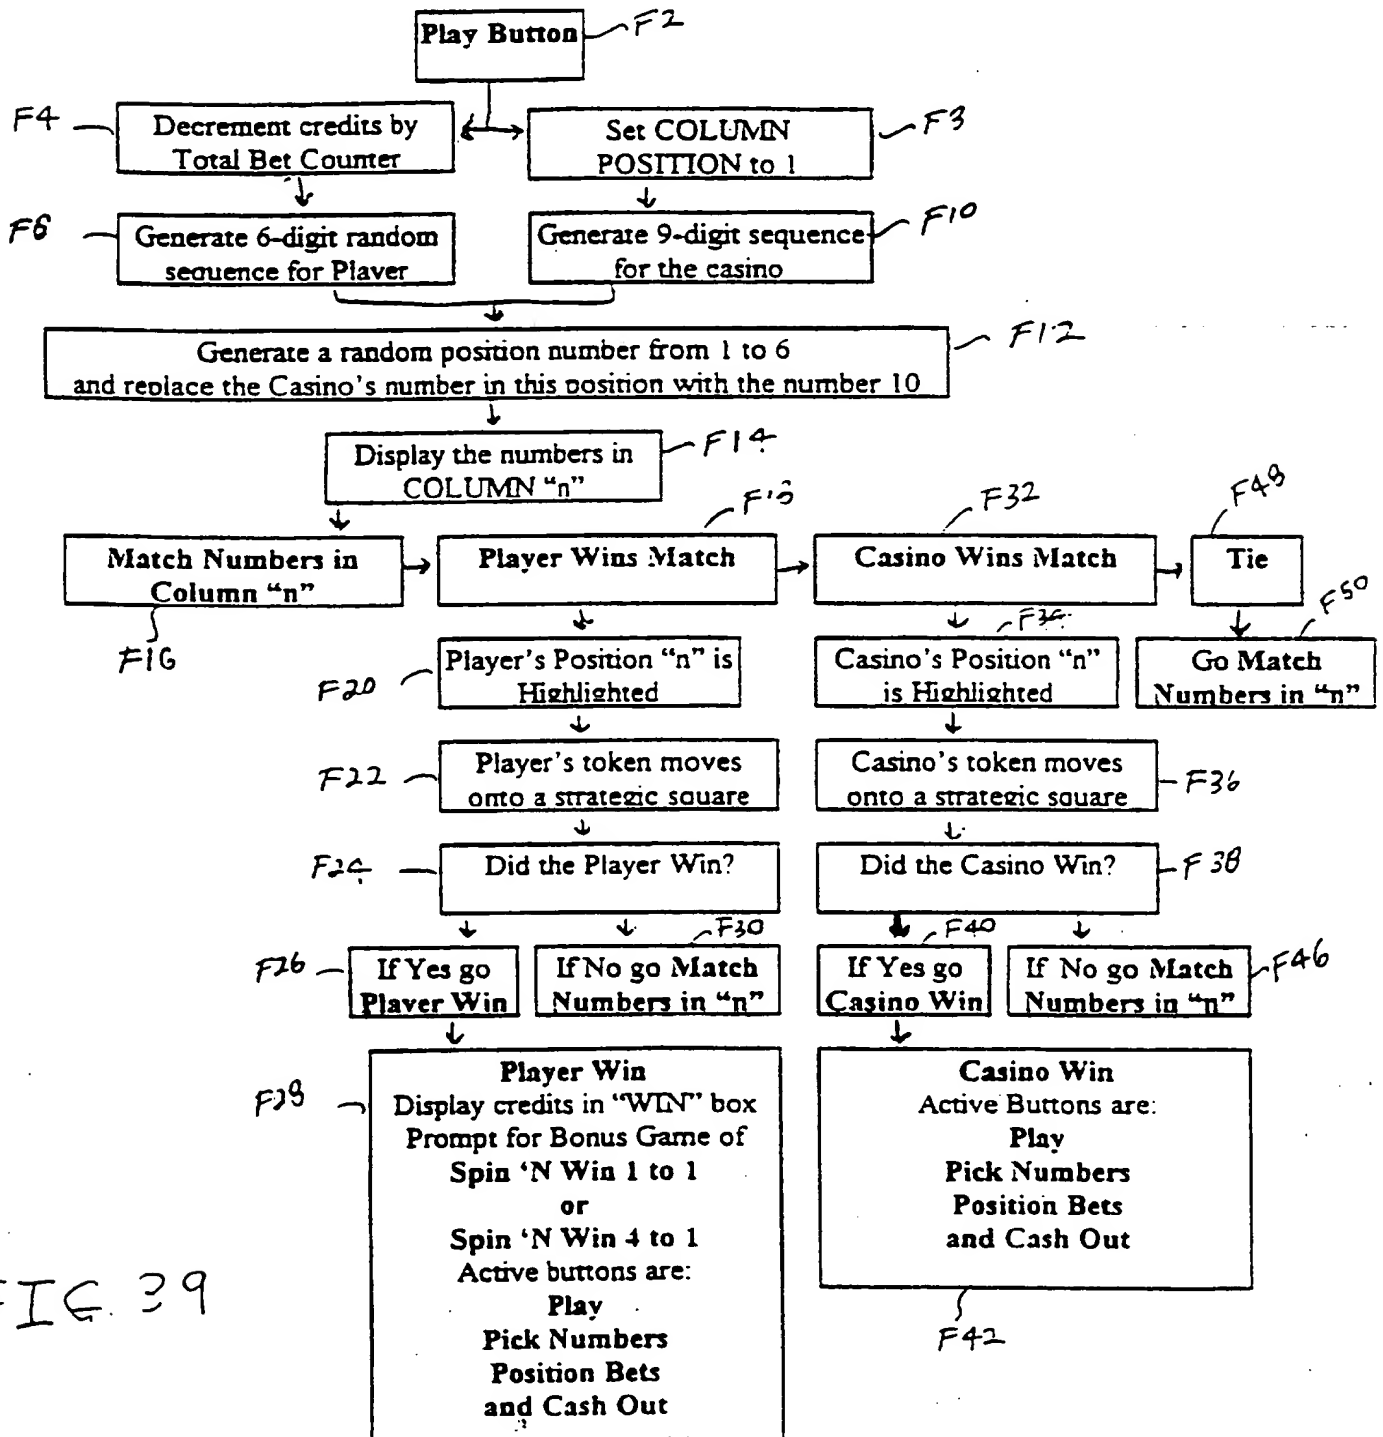 Play Button
F2
F4
Decrement credits by
Total Bet Counter
Set COLUMN
POSITION to 1
F3
F8
Generate 6-digit random
sequence for Player
Generate 9-digit sequence
for the casino
F10
Generate a random position number from 1 to 6
and replace the Casino's number in this position with the number 10
F12
Display the numbers in
COLUMN "n"
F14
F18
F32
F48
Match Numbers in
Column "n"
Player Wins Match
Casino Wins Match
Tie
F16
F34
F50
F20
Player's Position "n" is
Highlighted
Casino's Position "n"
is Highlighted
Go Match
Numbers in "n"
F22
Player's token moves
onto a strategic square
Casino's token moves
onto a strategic square
F36
F24
Did the Player Win?
Did the Casino Win?
F38
F30
F40
F26
If Yes go
Player Win
If No go Match
Numbers in "n"
If Yes go
Casino Win
If No go Match
Numbers in "n"
F46
F28
Player Win
Display credits in "WIN" box
Prompt for Bonus Game of
Spin 'N Win 1 to 1
or
Spin 'N Win 4 to 1
Active buttons are:
Play
Pick Numbers
Position Bets
and Cash Out
Casino Win
Active Buttons are:
Play
Pick Numbers
Position Bets
and Cash Out
F42
FIG. 39